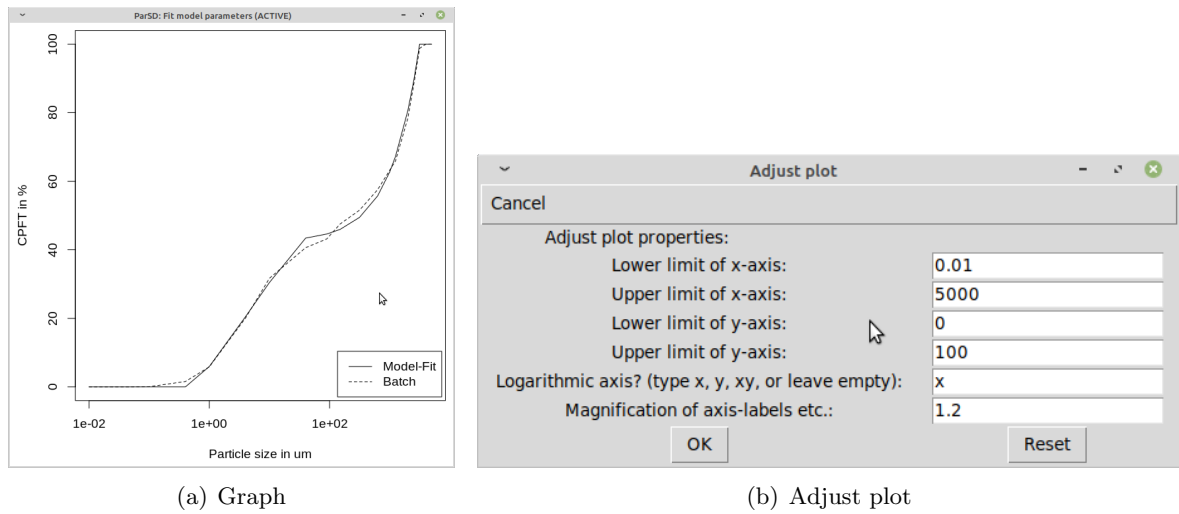 ParSD: Fit model parameters (ACTIVE)
CPFT in %
100
80
60
40
20
0
Model-Fit
Batch
1e-02 1e+00 1e+02
Particle size in um
(a) Graph
Adjust plot
Cancel
Adjust plot properties:
Lower limit of x-axis: 0.01
Upper limit of x-axis: 5000
Lower limit of y-axis: 0
Upper limit of y-axis: 100
Logarithmic axis? (type x, y, xy, or leave empty): x
Magnification of axis-labels etc.: 1.2
OK Reset
(b) Adjust plot